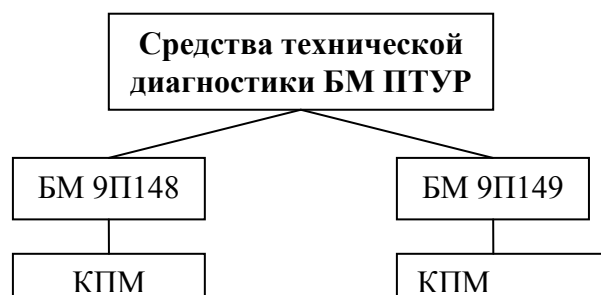 Средства технической
диагностики БМ ПТУР
БМ 9П148
БМ 9П149
КПМ
КПМ